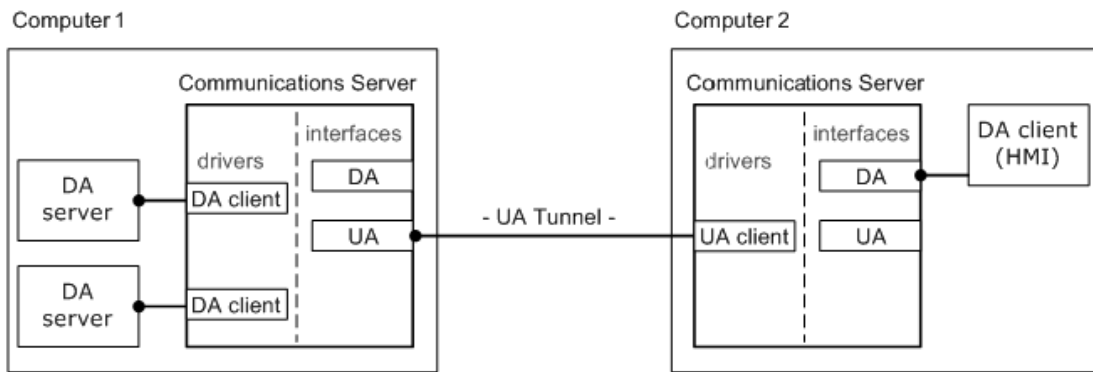 Computer 1
Computer 2
Communications Server
Communications Server
interfaces
interfaces
DA client
(HMI)
drivers
drivers
DA
server
DA client
DA
DA
UA
- UA Tunnel -
UA client
UA
DA
server
DA client